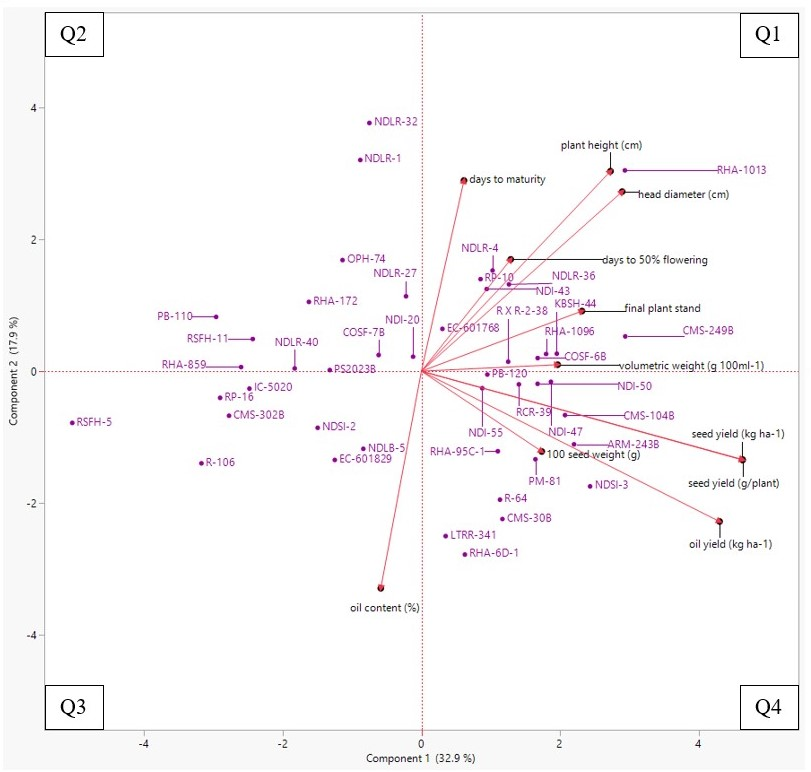 Q2
Q1
4
NDLR-32
plant height (cm)
NDLR-1
RHA-1013
days to maturity
head diameter (cm)
2
NDLR-4
OPH-74
days to 50% flowering
NDLR-27
RP-10
NDLR-36
NDI-43
RHA-172
KBSH-44
final plant stand
PB-110
R X R-2-38
NDI-20
EC-601768
RHA-1096
CMS-249B
RSFH-11
COSF-7B
NDLR-40
COSF-6B
RHA-859
volumetric weight (g 100ml-1)
0
PS2023B
PB-120
IC-5020
NDI-50
RP-16
RCR-39
CMS-302B
CMS-104B
RSFH-5
NDSI-2
NDI-55
NDI-47
seed yield (kg ha-1)
ARM-243B
NDLB-5
RHA-95C-1
100 seed weight (g)
EC-601829
R-106
PM-81
NDSI-3
seed yield (g/plant)
-2
R-64
CMS-30B
LTRR-341
oil yield (kg ha-1)
RHA-6D-1
oil content (%)
-4
Q3
Q4
-4
-2
0
2
4
Component 1 (32.9 %)
Component 2 (17.9 %)